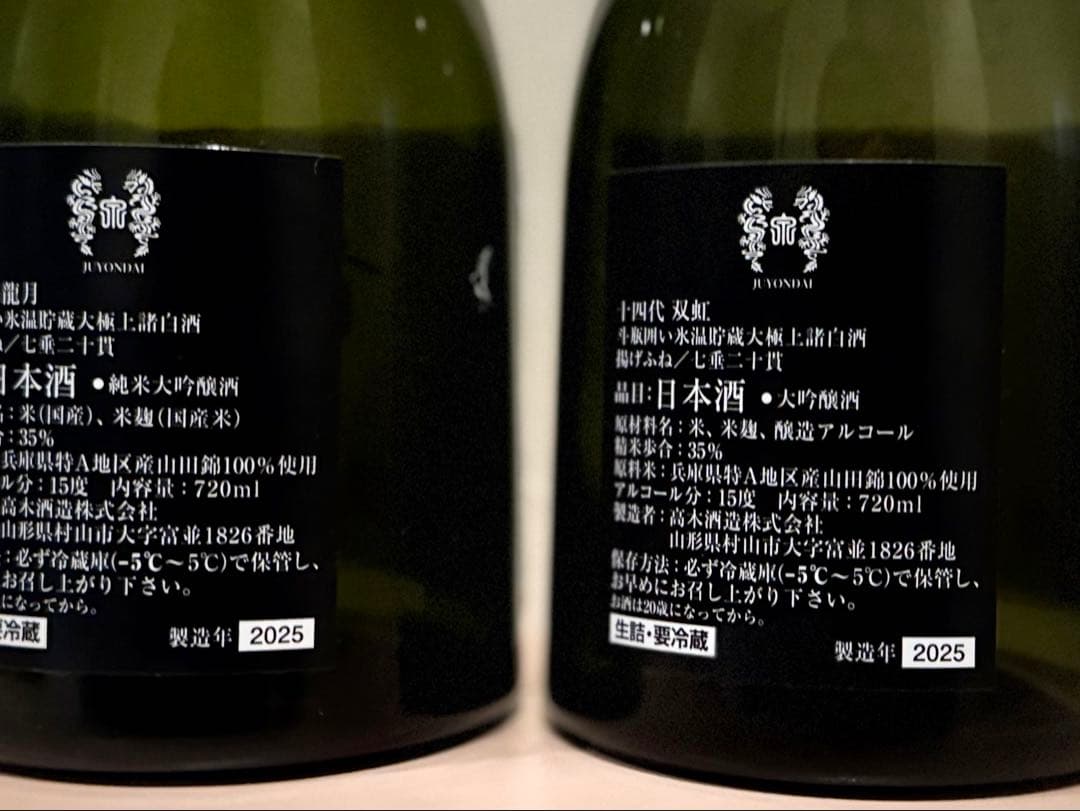 JUYONDAI
龍月
い氷温貯蔵大極上諸白酒
ね/七垂二十貫
日本酒 ●純米大吟醸酒
名:米(国産)、米麹(国産米)
合:35%
兵庫県特A地区産山田錦100%使用
ル分:15度 内容量:720ml
高木酒造株式会社
山形県村山市大字富並1826番地
:必ず冷蔵庫(-5℃~5℃)で保管し、
お召し上がり下さい。
になってから。
要冷蔵
製造年 2025
JUYONDAI
十四代 双虹
斗瓶囲い氷温貯蔵大極上諸白酒
揚げふね/七垂二十貫
品目:日本酒 ●大吟醸酒
原材料名:米、米麹、醸造アルコール
精米歩合:35%
原料米:兵庫県特A地区産山田錦100%使用
アルコール分:15度 内容量:720ml
製造者:高木酒造株式会社
山形県村山市大字富並1826番地
保存方法:必ず冷蔵庫(-5℃~5℃)で保管し、
お早めにお召し上がり下さい。
お酒は20歳になってから。
生詰・要冷蔵
製造年 2025